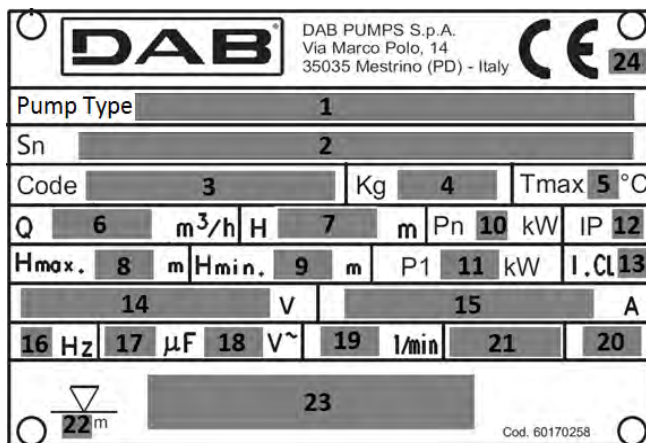 DAB
DAB PUMPS S.p.A.
Via Marco Polo, 14
35035 Mestrino (PD) - Italy
CE 24
Pump Type 1
Sn 2
Code 3 Kg 4 Tmax 5 °C
Q 6 m³/h H 7 m Pn 10 kW IP 12
Hmax. 8 m Hmin. 9 m P1 11 kW I.CL 13
14 V 15 A
16 Hz 17 µF 18 V~ 19 l/min 21 20
22 m 23
Cod. 60170258